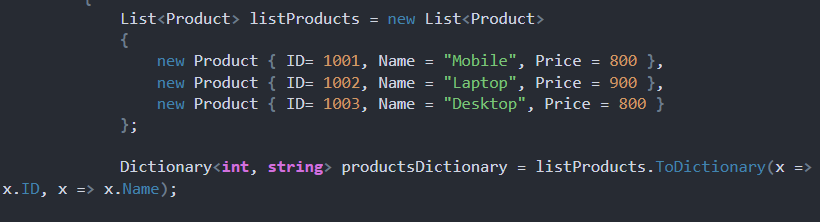 {
List<Product> listProducts = new List<Product>
{
new Product { ID= 1001, Name = "Mobile", Price = 800 },
new Product { ID= 1002, Name = "Laptop", Price = 900 },
new Product { ID= 1003, Name = "Desktop", Price = 800 }
};
Dictionary<int, string> productsDictionary = listProducts.ToDictionary(x =>
x.ID, x => x.Name);